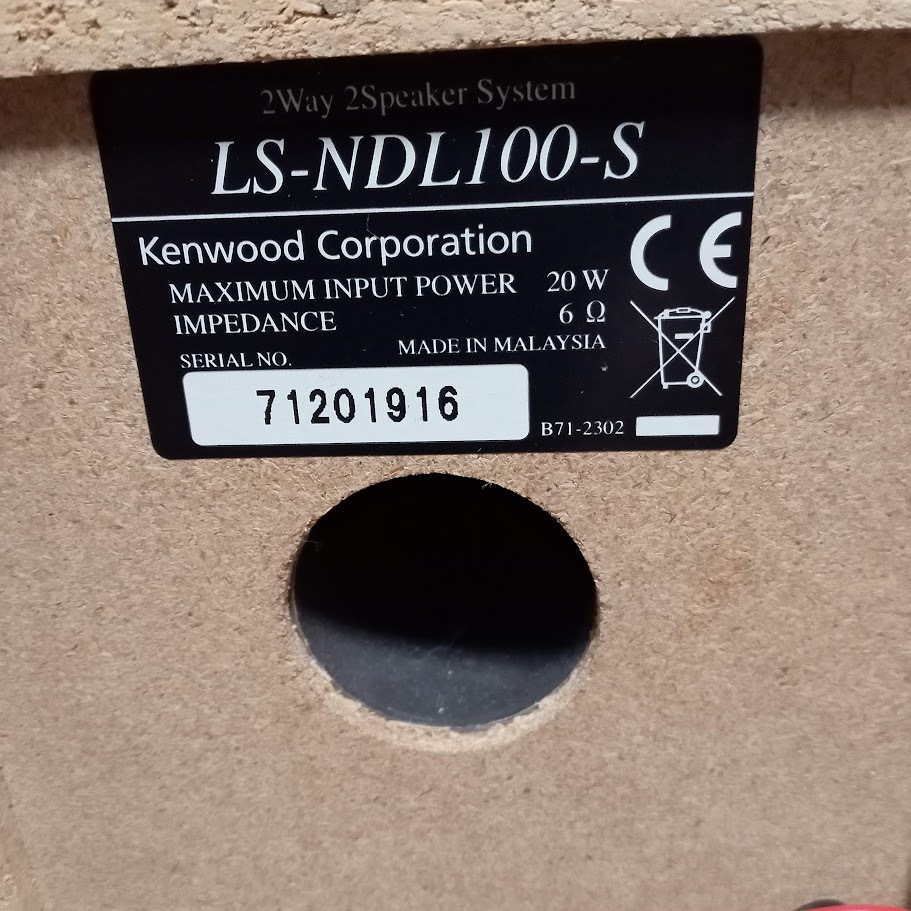 2Way 2Speaker System
LS-NDL100-S
Kenwood Corporation
CE
MAXIMUM INPUT POWER 20 W
IMPEDANCE 6 Ω
MADE IN MALAYSIA
SERIAL NO.
71201916
B71-2302